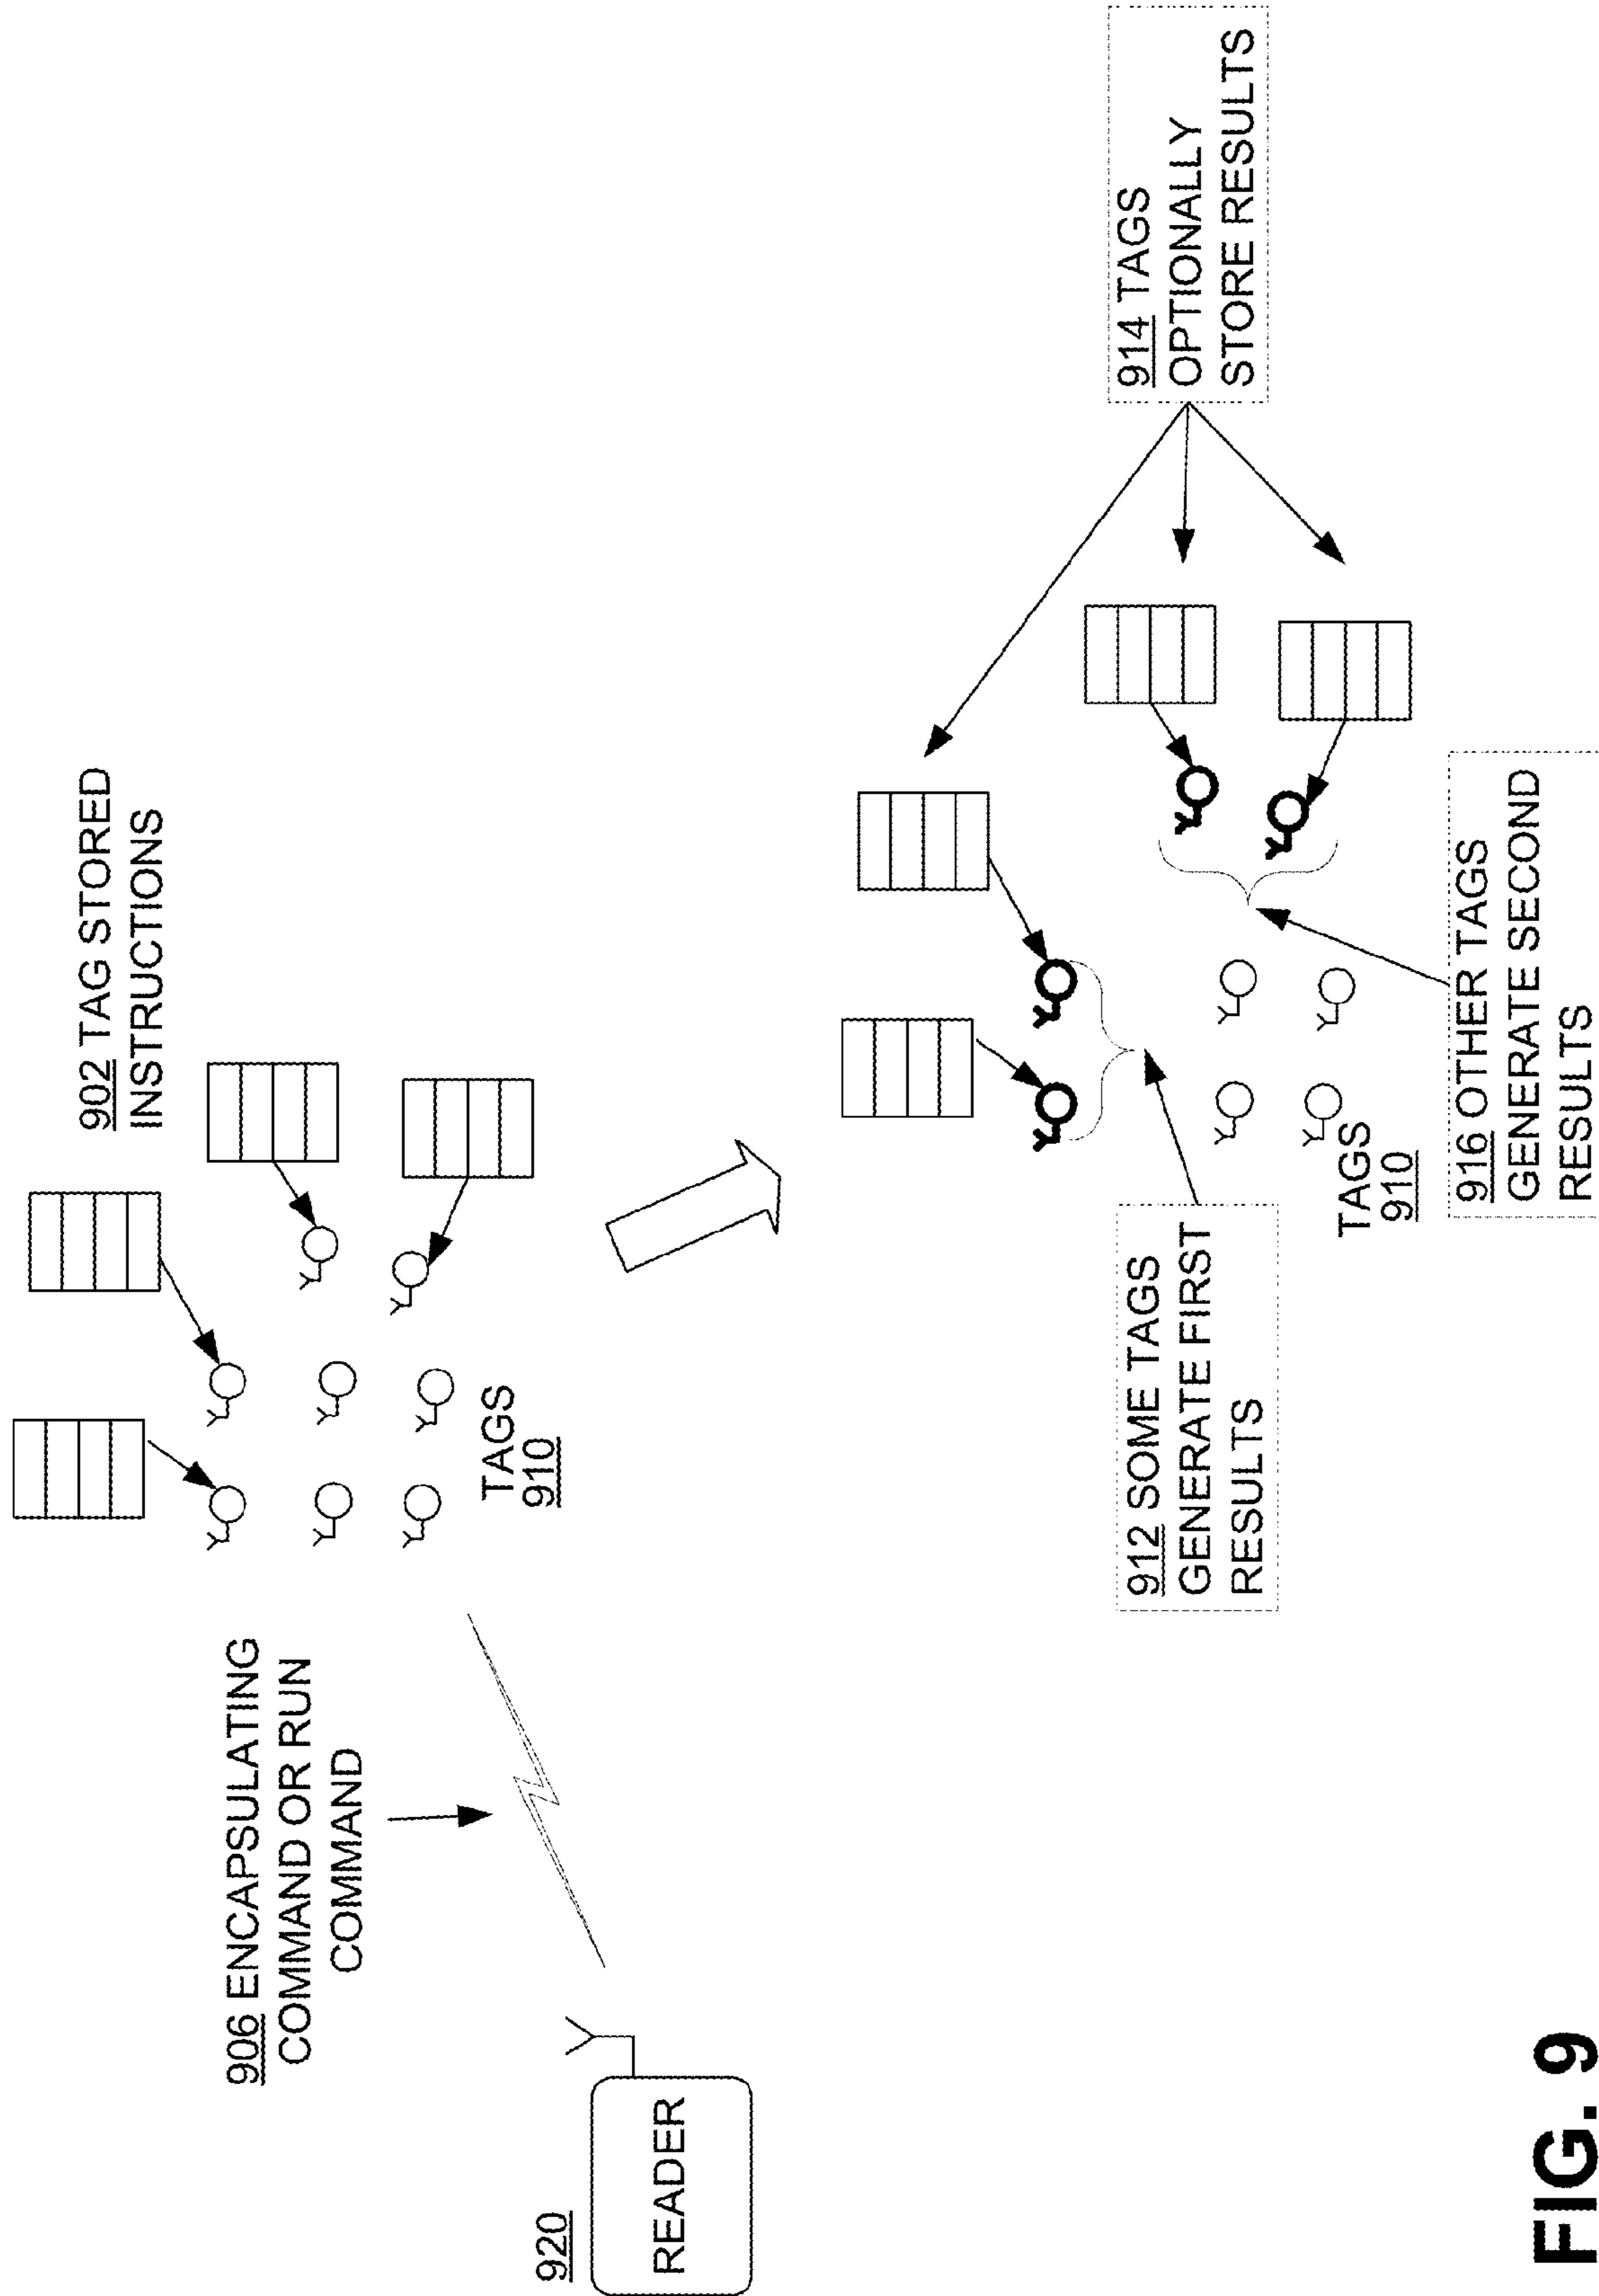 902 TAG STORED
INSTRUCTIONS
906 ENCAPSULATING
COMMAND OR RUN
COMMAND
TAGS
910
920
READER
914 TAGS
OPTIONALLY
STORE RESULTS
912 SOME TAGS
GENERATE FIRST
RESULTS
TAGS
910
916 OTHER TAGS
GENERATE SECOND
RESULTS
FIG. 9